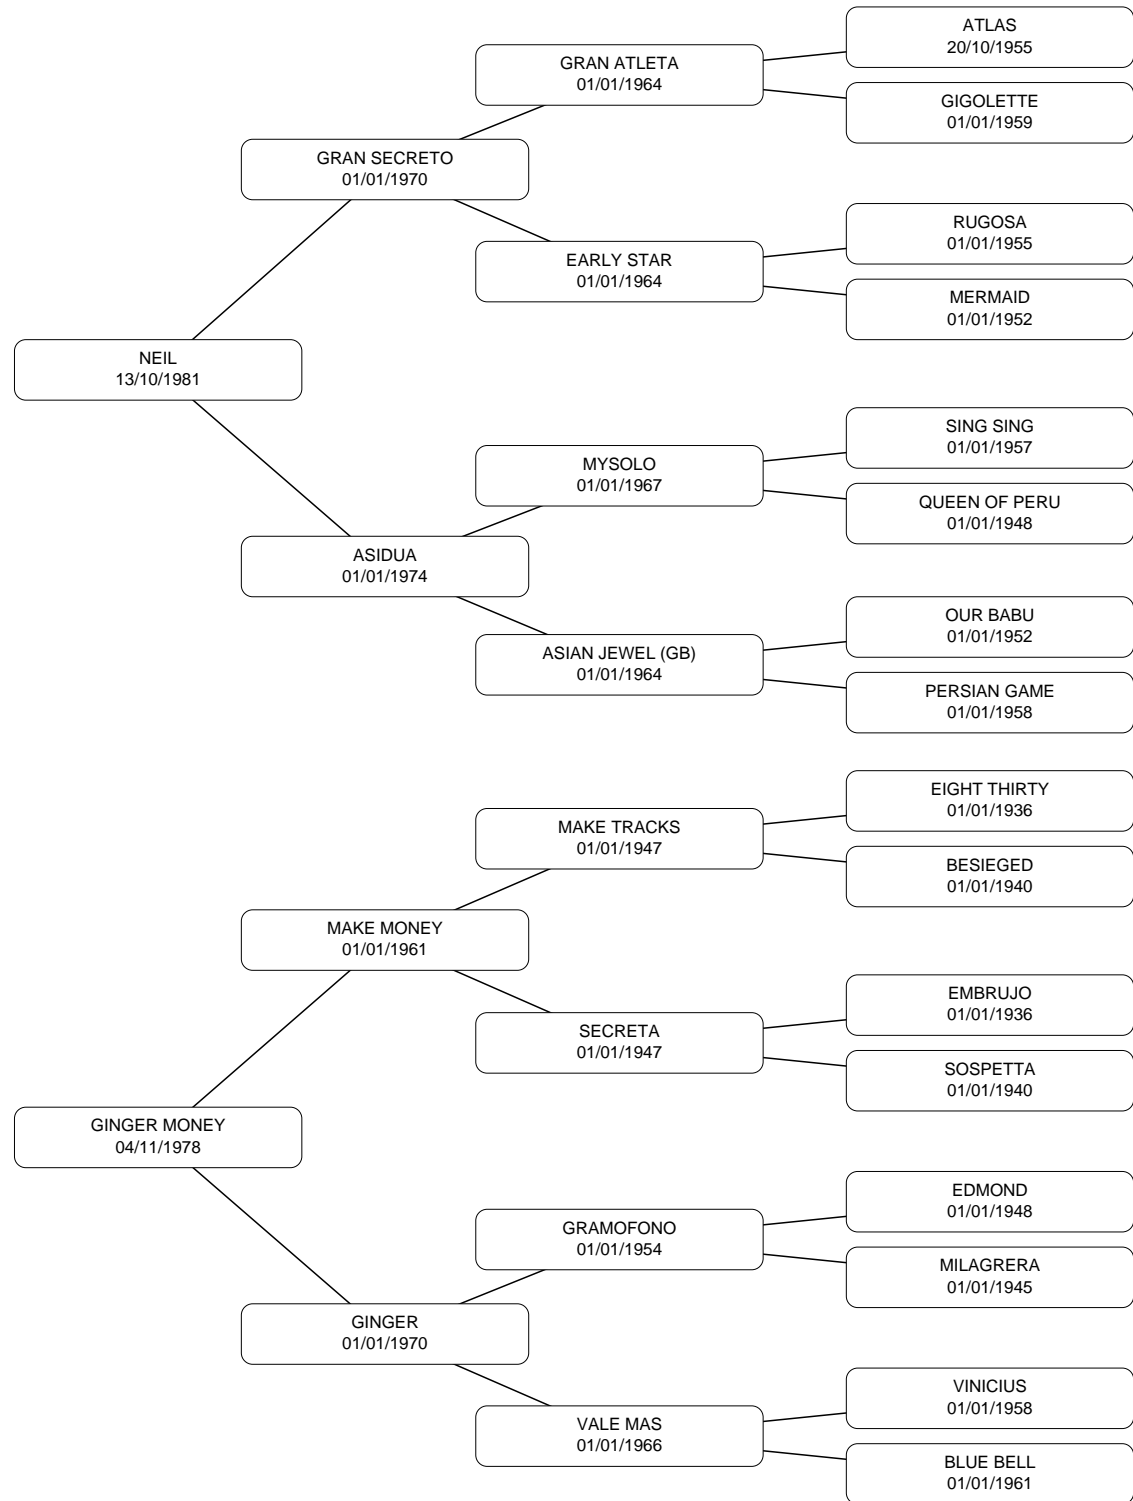 ATLAS
20/10/1955
GRAN ATLETA
01/01/1964
GIGOLETTE
01/01/1959
GRAN SECRETO
01/01/1970
RUGOSA
01/01/1955
EARLY STAR
01/01/1964
MERMAID
01/01/1952
NEIL
13/10/1981
SING SING
01/01/1957
MYSOLO
01/01/1967
QUEEN OF PERU
01/01/1948
ASIDUA
01/01/1974
OUR BABU
01/01/1952
ASIAN JEWEL (GB)
01/01/1964
PERSIAN GAME
01/01/1958
EIGHT THIRTY
01/01/1936
MAKE TRACKS
01/01/1947
BESIEGED
01/01/1940
MAKE MONEY
01/01/1961
EMBRUJO
01/01/1936
SECRETA
01/01/1947
SOSPETTA
01/01/1940
GINGER MONEY
04/11/1978
EDMOND
01/01/1948
GRAMOFONO
01/01/1954
MILAGRERA
01/01/1945
GINGER
01/01/1970
VINICIUS
01/01/1958
VALE MAS
01/01/1966
BLUE BELL
01/01/1961